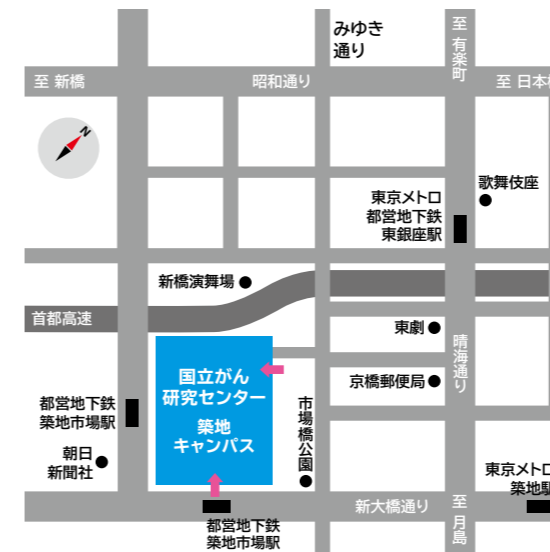 みゆき
通り
至 有楽町
至 新橋
昭和通り
至 日本
N
歌舞伎座
東京メトロ
都営地下鉄
東銀座駅
新橋演舞場
首都高速
東劇
晴海通り
国立がん
研究センター
築地
キャンパス
京橋郵便局
都営地下鉄
築地市場駅
市場橋公園
朝日
新聞社
東京メトロ
築地駅
新大橋通り
至 月島
都営地下鉄
築地市場駅